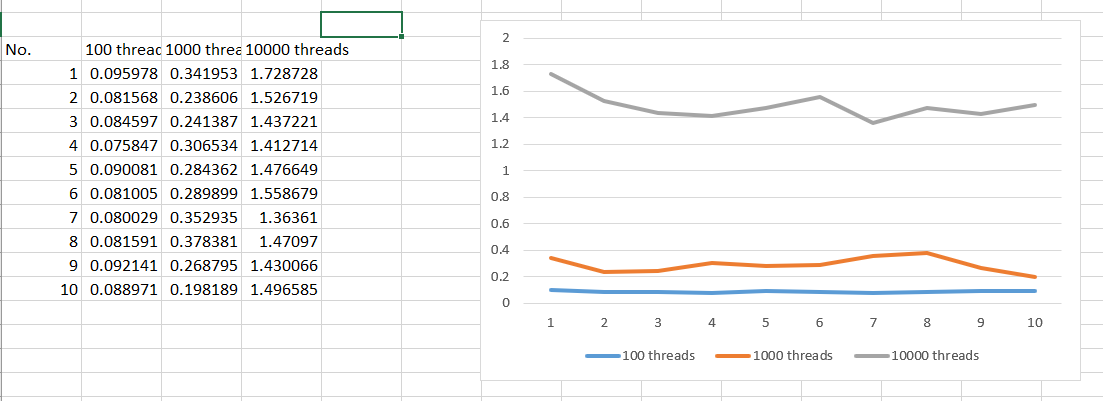 No. 100 threac 1000 threa 10000 threads
1 0.095978 0.341953 1.728728
2 0.081568 0.238606 1.526719
3 0.084597 0.241387 1.437221
4 0.075847 0.306534 1.412714
5 0.090081 0.284362 1.476649
6 0.081005 0.289899 1.558679
7 0.080029 0.352935 1.36361
8 0.081591 0.378381 1.47097
9 0.092141 0.268795 1.430066
10 0.088971 0.198189 1.496585
2
1.8
1.6
1.4
1.2
1
0.8
0.6
0.4
0.2
0
1 2 3 4 5 6 7 8 9 10
100 threads 1000 threads 10000 threads